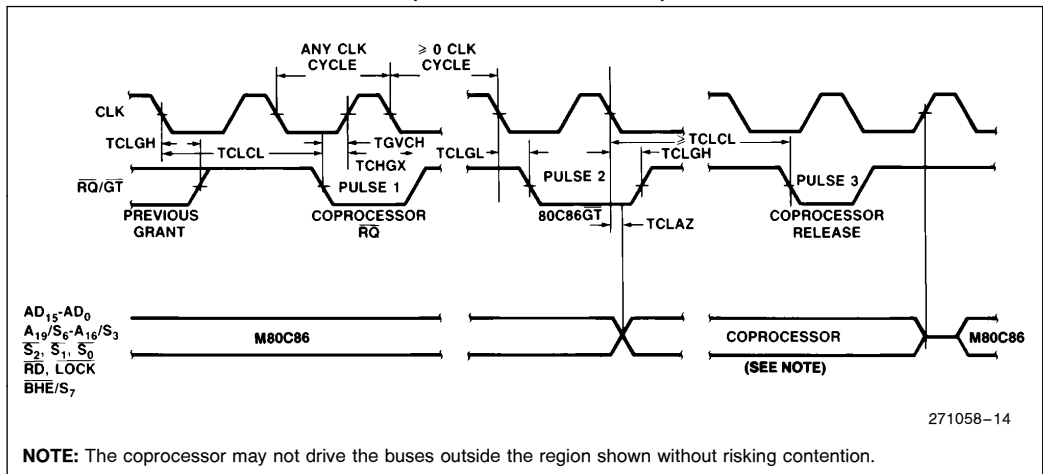 ANY CLK CYCLE
≥ 0 CLK CYCLE
CLK
TCLGH
TCLCL
TGVCH
TCHGX
TCLGL
≥ TCLCL
TCLGH
RQ/GT
PULSE 1
PULSE 2
PULSE 3
PREVIOUS GRANT
COPROCESSOR RQ
80C86GT
TCLAZ
COPROCESSOR RELEASE
AD15-AD0
A19/S6-A16/S3
S2, S1, S0
RD, LOCK
BHE/S7
M80C86
COPROCESSOR
(SEE NOTE)
M80C86
271058–14
NOTE: The coprocessor may not drive the buses outside the region shown without risking contention.